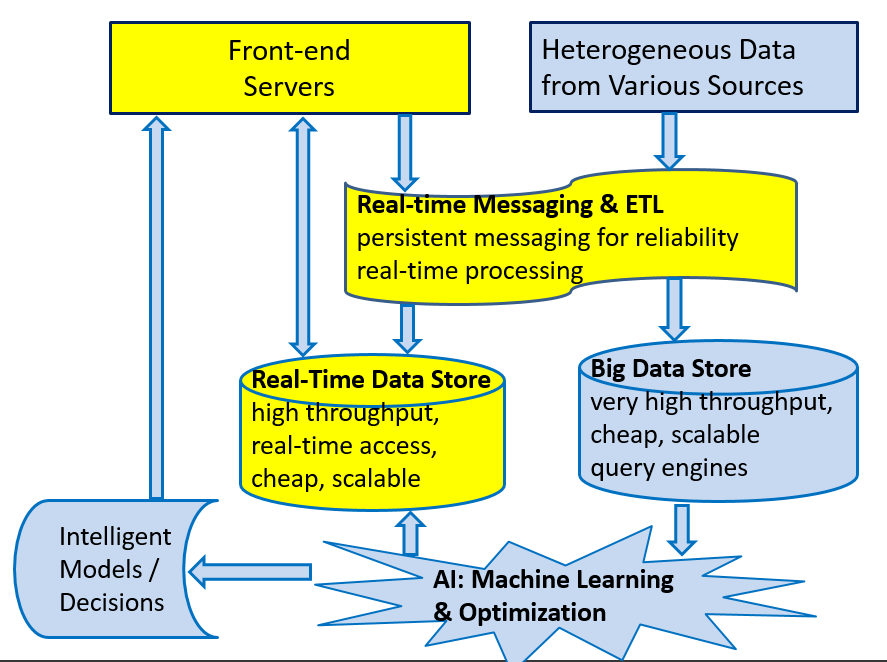 Front-end
Servers
Heterogeneous Data
from Various Sources
Real-time Messaging & ETL
persistent messaging for reliability
real-time processing
Real-Time Data Store
high throughput,
real-time access,
cheap, scalable
Big Data Store
very high throughput,
cheap, scalable
query engines
Intelligent
Models /
Decisions
AI: Machine Learning
& Optimization